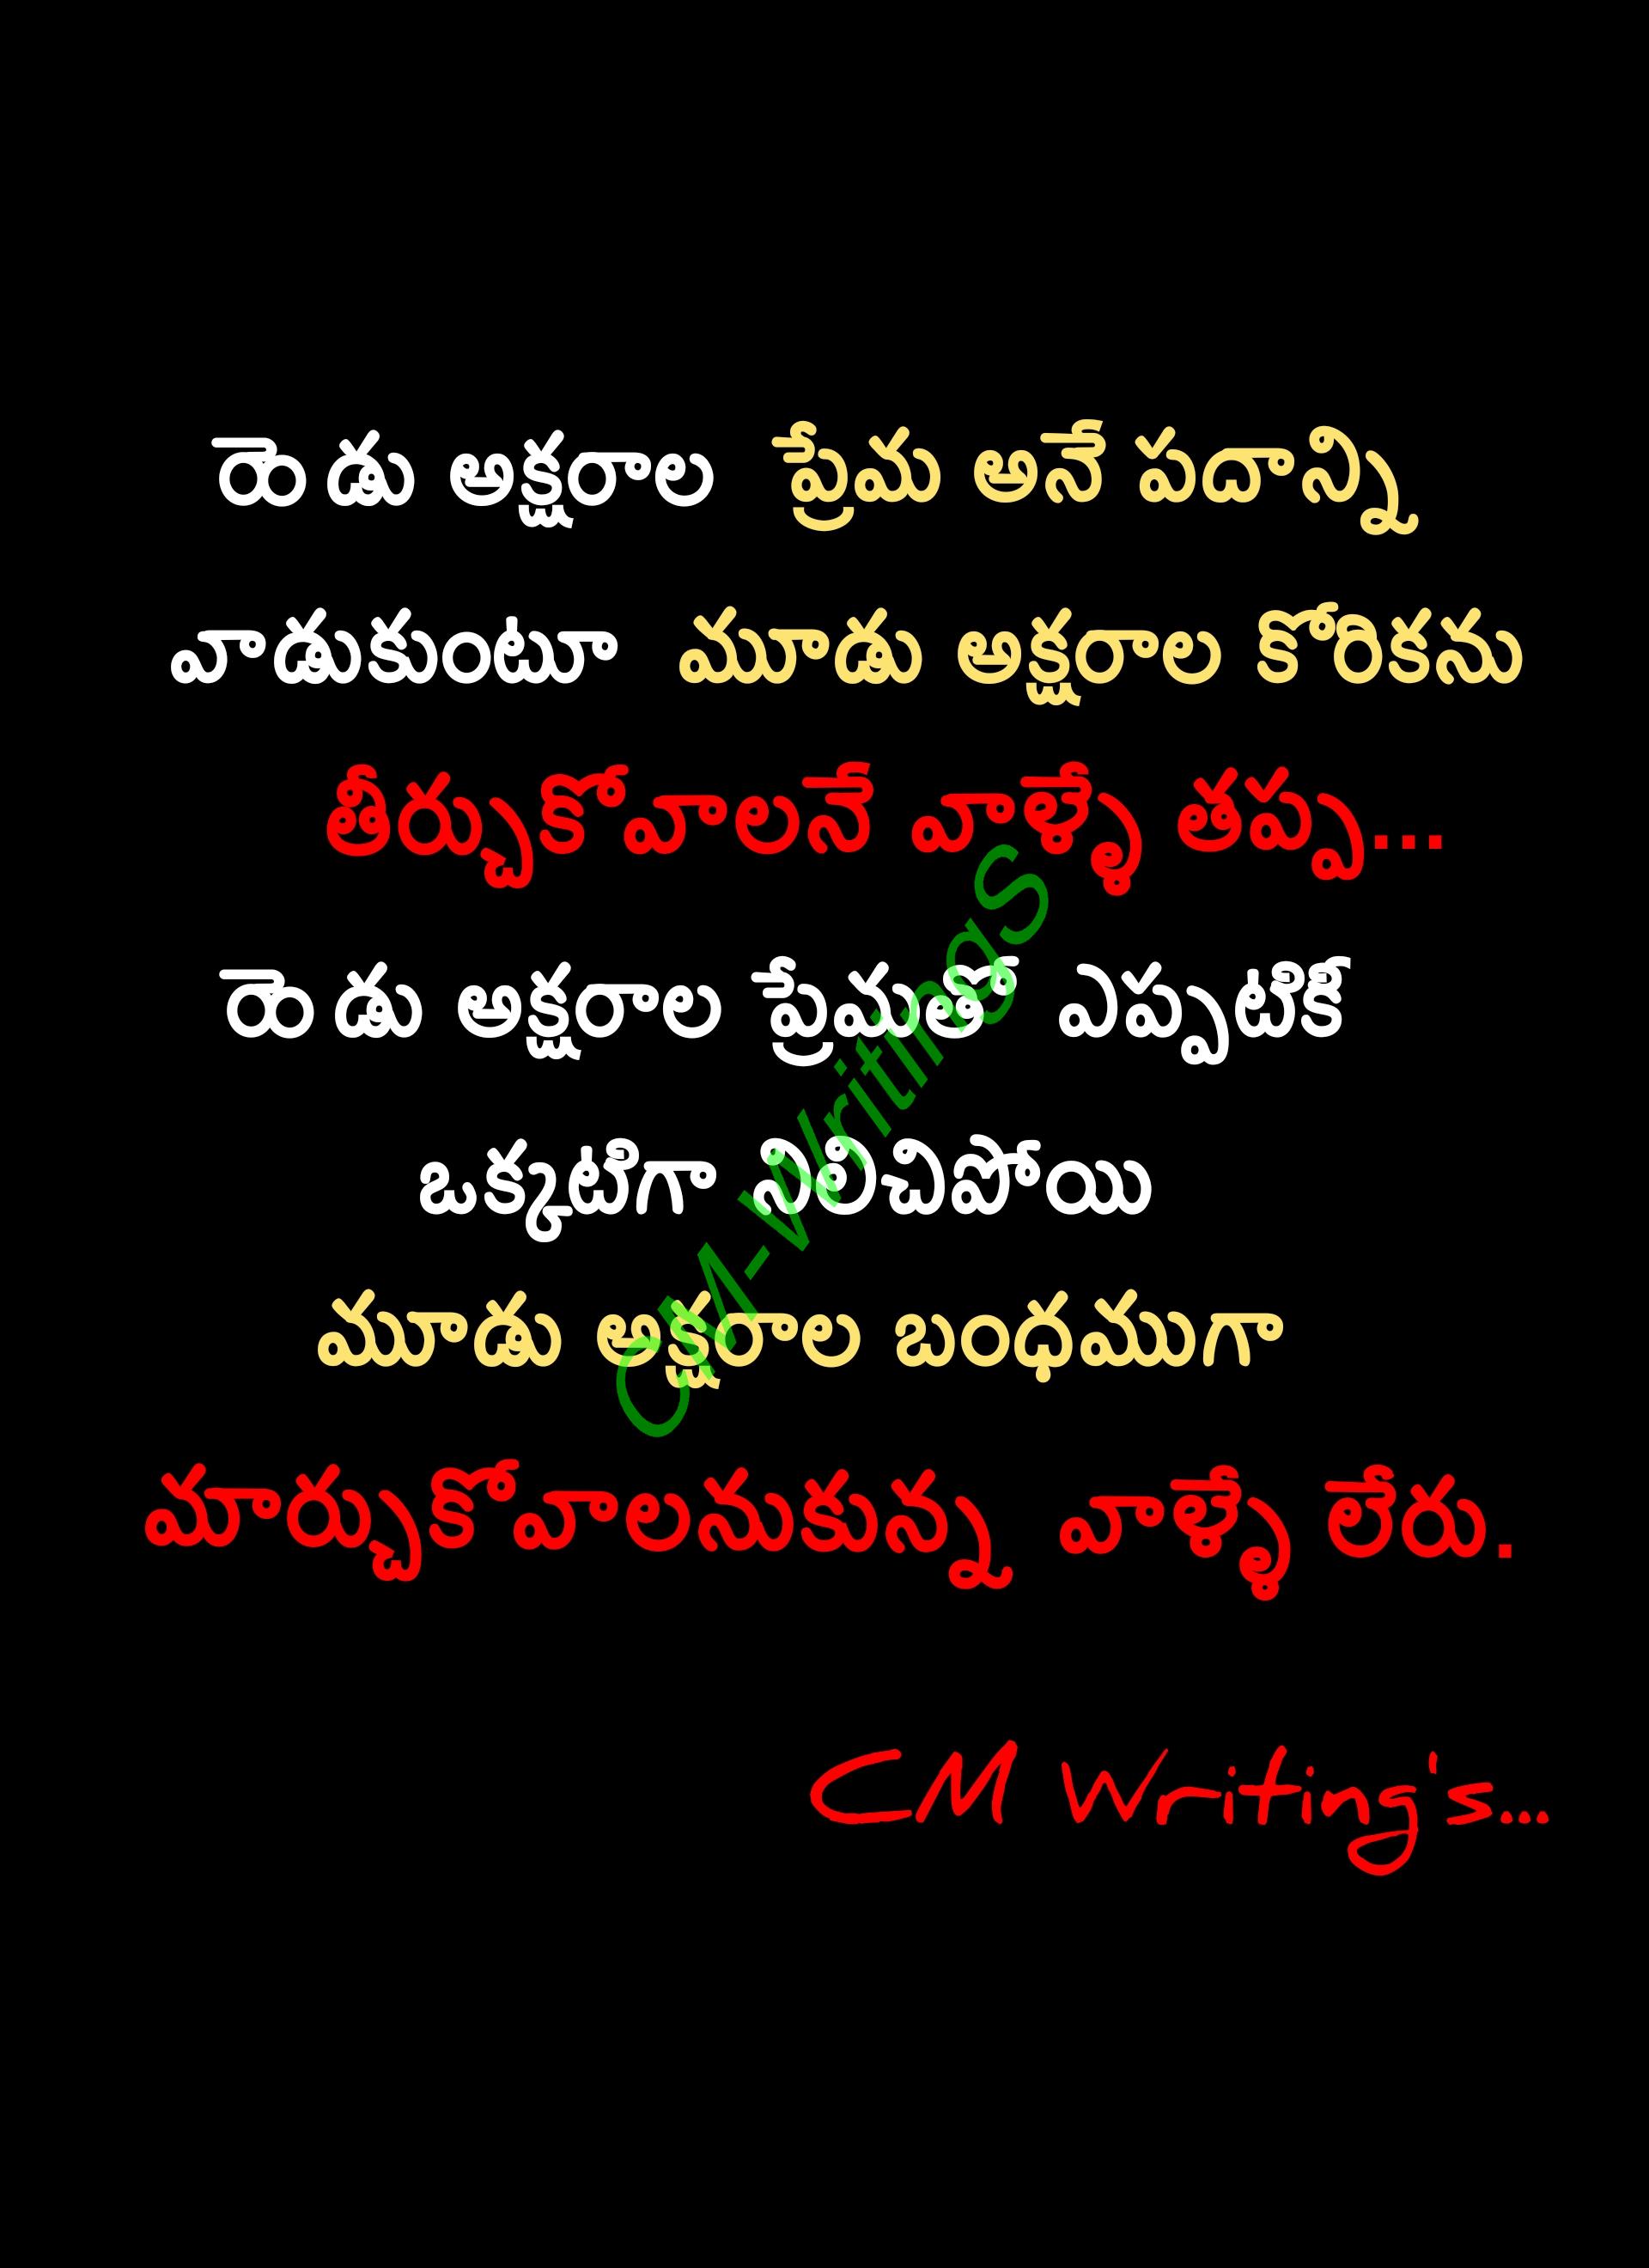 రెండు అక్షరాల ప్రేమ అనే పదాన్ని
వాడుకుంటూ మూడు అక్షరాల కోరికను
తీర్చుకోవాలనే వాళ్ళే తప్ప...
రెండు అక్షరాల ప్రేమతో ఎప్పటికీ
ఒక్కటిగా నిలిచిపోయి
మూడు అక్షరాల బంధముగా
మార్చుకోవాలనుకున్న వాళ్ళే లేరు.
CM-Writings
CM Writing's...